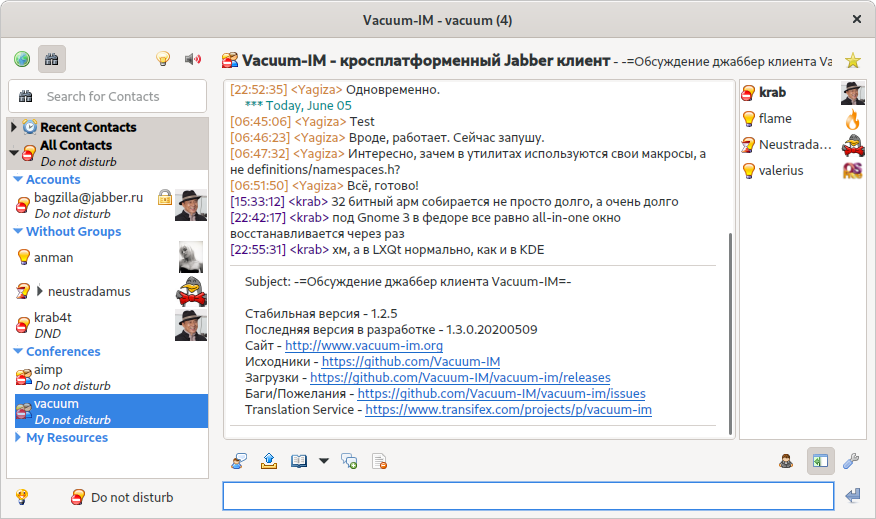 Vacuum-IM - vacuum (4)
Vacuum-IM - кросплатформенный Jabber клиент - -=Обсуждение джаббер клиента Va
Search for Contacts
Recent Contacts
All Contacts
Do not disturb
Accounts
bagzilla@jabber.ru
Do not disturb
Without Groups
anman
neustradamus
krab4t
DND
Conferences
aimp
Do not disturb
vacuum
Do not disturb
My Resources
Do not disturb
[22:52:35] <Yagiza> Одновременно.
*** Today, June 05
[06:45:06] <Yagiza> Test
[06:46:23] <Yagiza> Вроде, работает. Сейчас запушу.
[06:47:32] <Yagiza> Интересно, зачем в утилитах используются свои макросы, а
не definitions/namespaces.h?
[06:51:50] <Yagiza> Всё, готово!
[15:33:12] <krab> 32 битный арм собирается не просто долго, а очень долго
[22:42:17] <krab> под Gnome 3 в федоре все равно all-in-one окно
восстанавливается через раз
[22:55:31] <krab> хм, а в LXQt нормально, как и в KDE
Subject: -=Обсуждение джаббер клиента Vacuum-IM=-
Стабильная версия - 1.2.5
Последняя версия в разработке - 1.3.0.20200509
Сайт - http://www.vacuum-im.org
Исходники - https://github.com/Vacuum-IM
Загрузки - https://github.com/Vacuum-IM/vacuum-im/releases
Баги/Пожелания - https://github.com/Vacuum-IM/vacuum-im/issues
Translation Service - https://www.transifex.com/projects/p/vacuum-im
krab
flame
Neustrada...
valerius